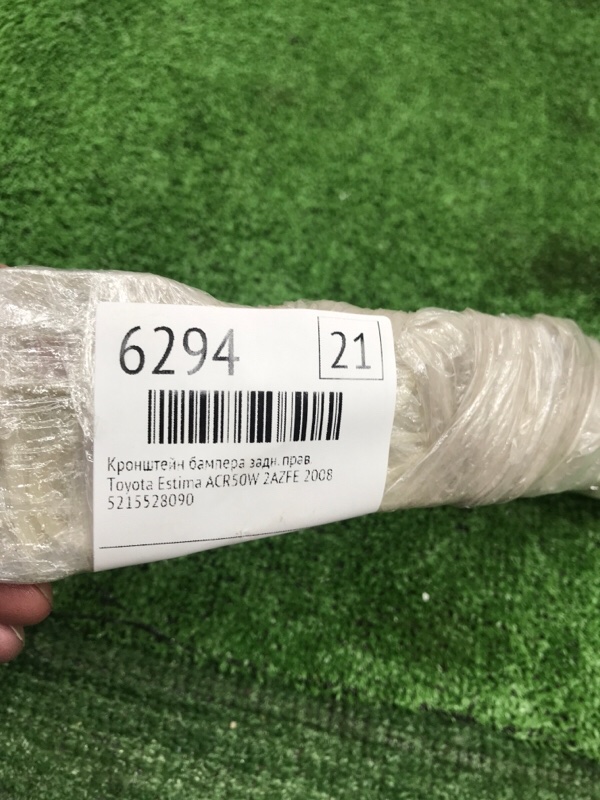 6294
21
Кронштейн бампера задн. прав.
Toyota Estima ACR50W 2AZFE 2008
5215528090